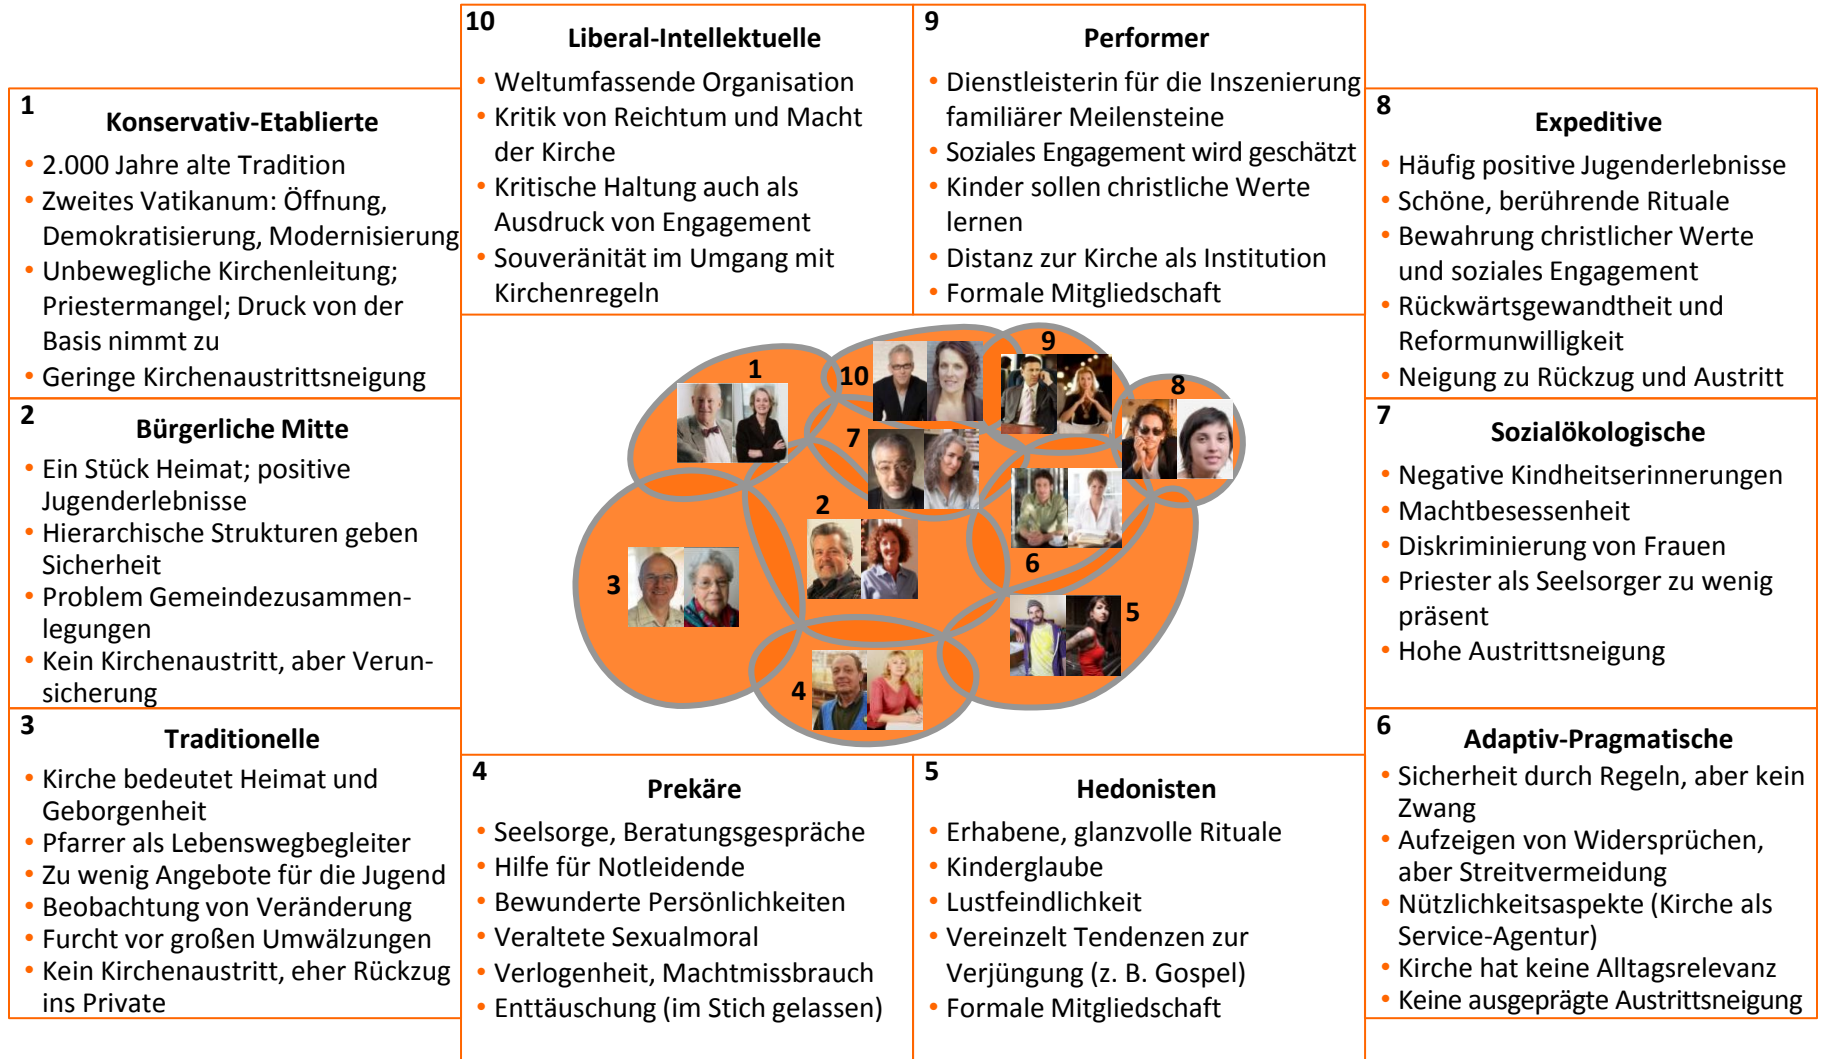 1
Konservativ-Etablierte
• 2.000 Jahre alte Tradition
• Zweites Vatikanum: Öffnung,
Demokratisierung, Modernisierung
• Unbewegliche Kirchenleitung;
Priestermangel; Druck von der
Basis nimmt zu
• Geringe Kirchenaustrittsneigung
2
Bürgerliche Mitte
• Ein Stück Heimat; positive
Jugenderlebnisse
• Hierarchische Strukturen geben
Sicherheit
• Problem Gemeindezusammen-
legungen
• Kein Kirchenaustritt, aber Verun-
sicherung
3
Traditionelle
• Kirche bedeutet Heimat und
Geborgenheit
• Pfarrer als Lebenswegbegleiter
• Zu wenig Angebote für die Jugend
• Beobachtung von Veränderung
• Furcht vor großen Umwälzungen
• Kein Kirchenaustritt, eher Rückzug
ins Private
10
Liberal-Intellektuelle
• Weltumfassende Organisation
• Kritik von Reichtum und Macht
der Kirche
• Kritische Haltung auch als
Ausdruck von Engagement
• Souveränität im Umgang mit
Kirchenregeln
9
Performer
• Dienstleisterin für die Inszenierung
familiärer Meilensteine
• Soziales Engagement wird geschätzt
• Kinder sollen christliche Werte
lernen
• Distanz zur Kirche als Institution
• Formale Mitgliedschaft
1
10
9
8
7
2
6
3
5
4
4
Prekäre
• Seelsorge, Beratungsgespräche
• Hilfe für Notleidende
• Bewunderte Persönlichkeiten
• Veraltete Sexualmoral
• Verlogenheit, Machtmissbrauch
• Enttäuschung (im Stich gelassen)
5
Hedonisten
• Erhabene, glanzvolle Rituale
• Kinderglaube
• Lustfeindlichkeit
• Vereinzelt Tendenzen zur
Verjüngung (z. B. Gospel)
• Formale Mitgliedschaft
8
Expeditive
• Häufig positive Jugenderlebnisse
• Schöne, berührende Rituale
• Bewahrung christlicher Werte
und soziales Engagement
• Rückwärtsgewandtheit und
Reformunwilligkeit
• Neigung zu Rückzug und Austritt
7
Sozialökologische
• Negative Kindheitserinnerungen
• Machtbesessenheit
• Diskriminierung von Frauen
• Priester als Seelsorger zu wenig
präsent
• Hohe Austrittsneigung
6
Adaptiv-Pragmatische
• Sicherheit durch Regeln, aber kein
Zwang
• Aufzeigen von Widersprüchen,
aber Streitvermeidung
• Nützlichkeitsaspekte (Kirche als
Service-Agentur)
• Kirche hat keine Alltagsrelevanz
• Keine ausgeprägte Austrittsneigung